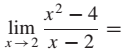 lim x→2 x² − 4 / x − 2 =